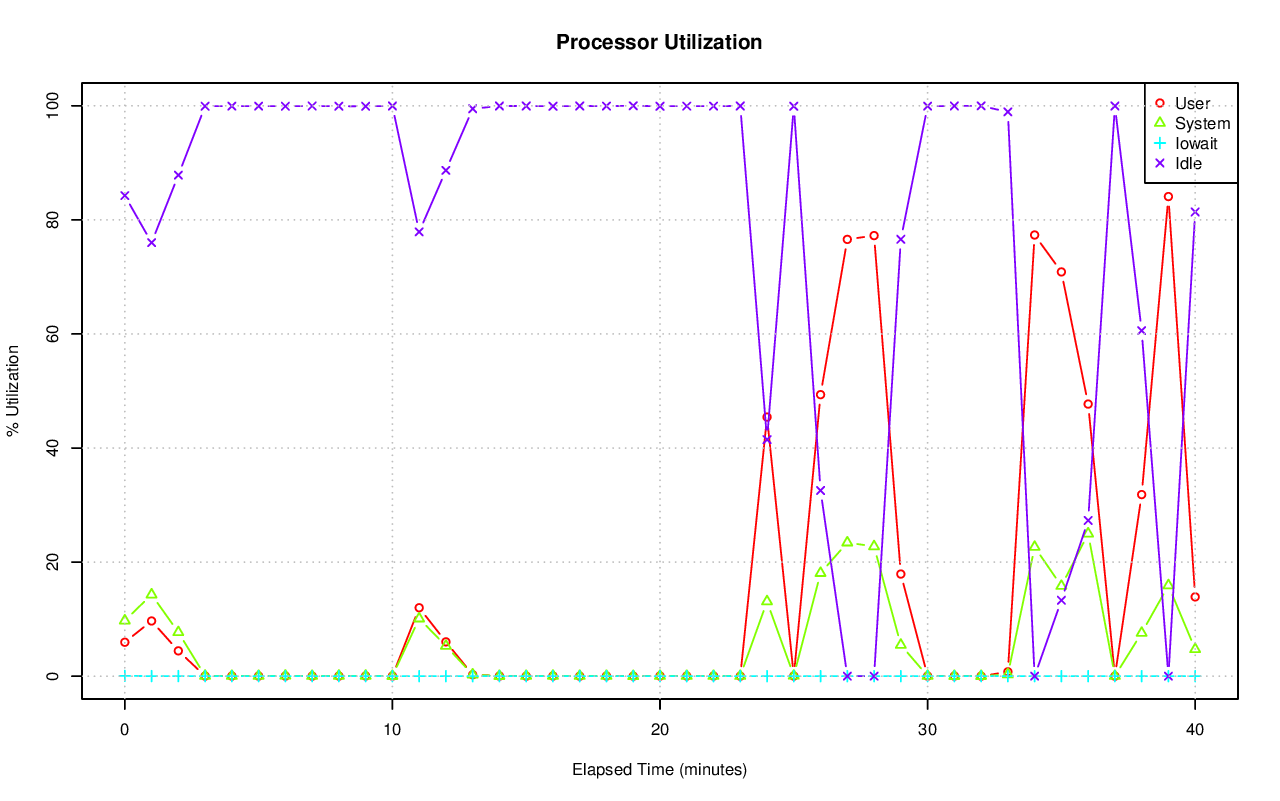 Processor Utilization
100
80
60
40
20
0
% Utilization
User
System
Iowait
Idle
0
10
20
30
40
Elapsed Time (minutes)